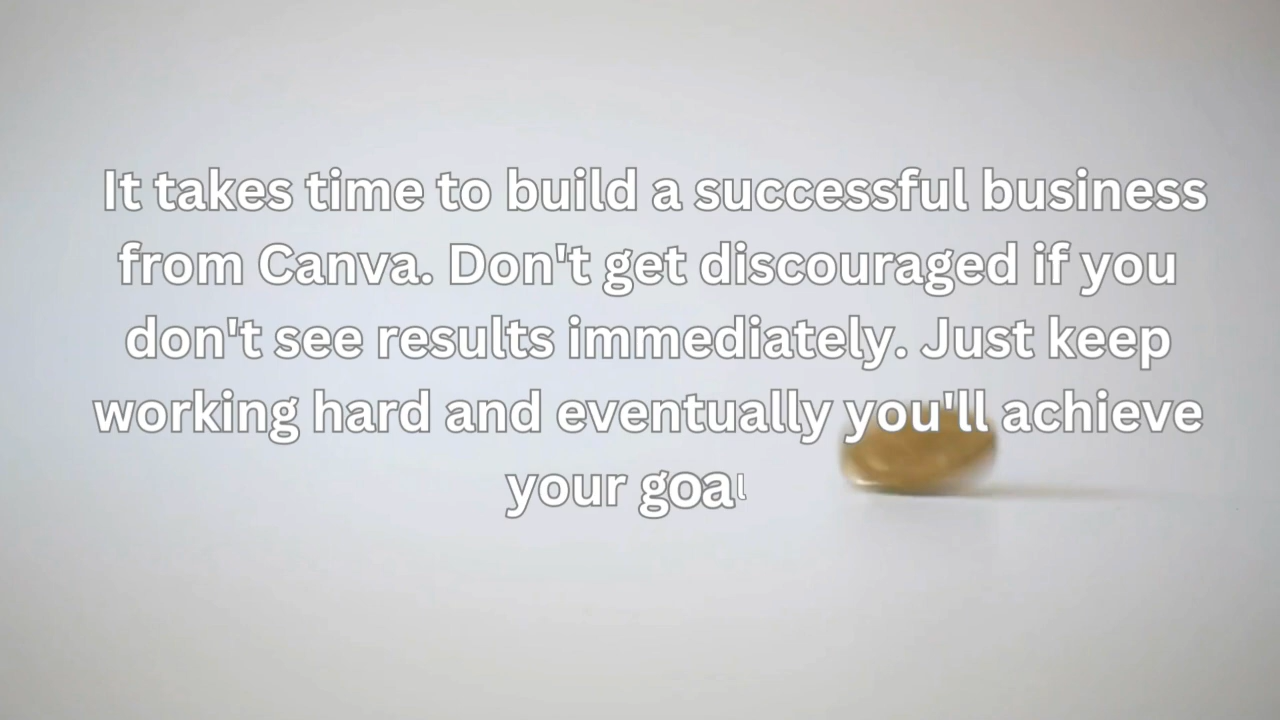 It takes time to build a successful business
from Canva. Don't get discouraged if you
don't see results immediately. Just keep
working hard and eventually you'll achieve
your goal